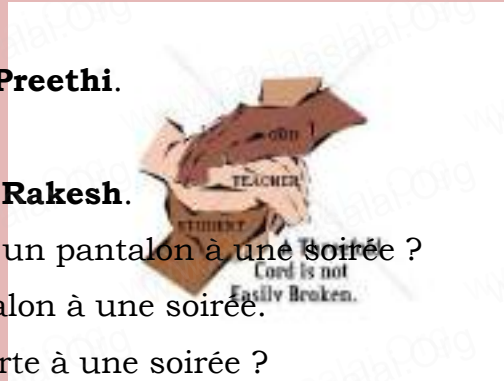 Preethi.
GOD
Rakesh.
TEACHER
STUDENT
un pantalon à une soirée ?
A Threefold
Cord is not
alon à une soirée.
Easily Broken.
rte à une soirée ?